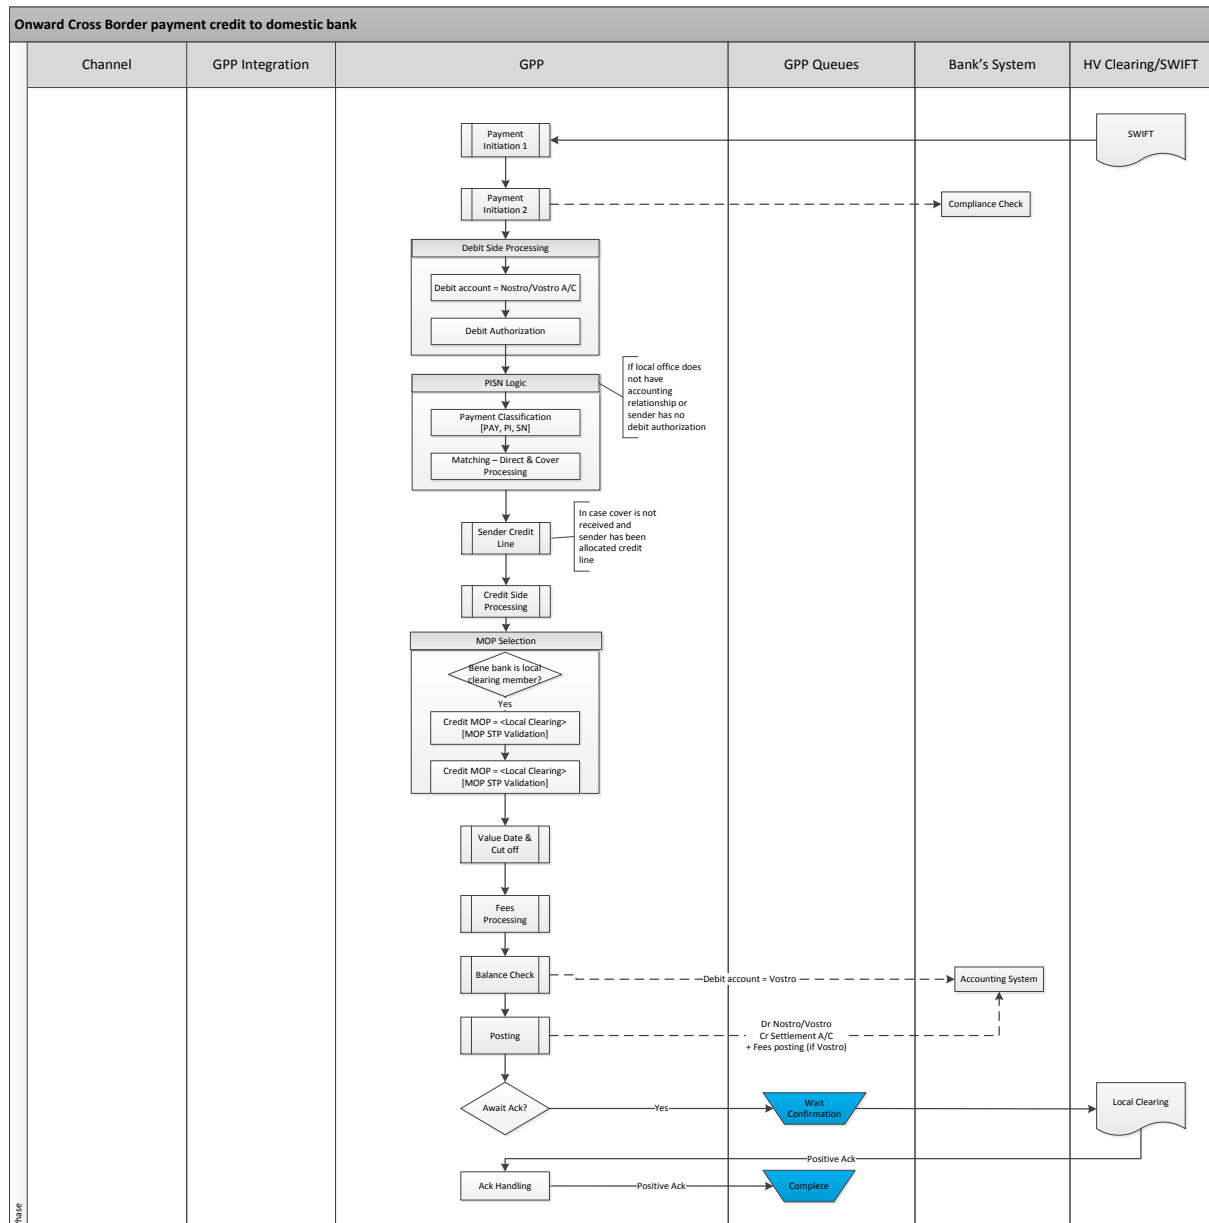 Onward Cross Border payment credit to domestic bank
Channel
GPP Integration
GPP
GPP Queues
Bank's System
HV Clearing/SWIFT
Payment
Initiation 1
SWIFT
Payment
Initiation 2
Compliance Check
Debit Side Processing
Debit account = Nostro/Vostro A/C
Debit Authorization
If local office does
not have
accounting
relationship or
sender has no
debit authorization
PISN Logic
Payment Classification
[PAY, PI, SN]
Matching – Direct & Cover
Processing
In case cover is not
received and
sender has been
allocated credit
line
Sender Credit
Line
Credit Side
Processing
MOP Selection
Bene bank is local
clearing member?
Yes
Credit MOP = <Local Clearing>
[MOP STP Validation]
Credit MOP = <Local Clearing>
[MOP STP Validation]
Value Date &
Cut off
Fees
Processing
Balance Check
Debit account = Vostro
Accounting System
Posting
Dr Nostro/Vostro
Cr Settlement A/C
+ Fees posting (if Vostro)
Await Ack?
Yes
Wait
Confirmation
Local Clearing
Positive Ack
Ack Handling
Positive Ack
Complete